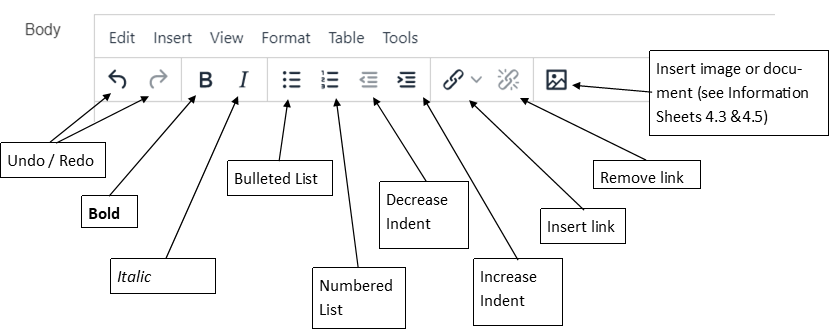 Body
Edit Insert View Format Table Tools
B I
Insert image or docu-
ment (see Information
Sheets 4.3 &4.5)
Undo / Redo
Bulleted List
Remove link
Bold
Decrease
Indent
Insert link
Italic
Numbered
List
Increase
Indent